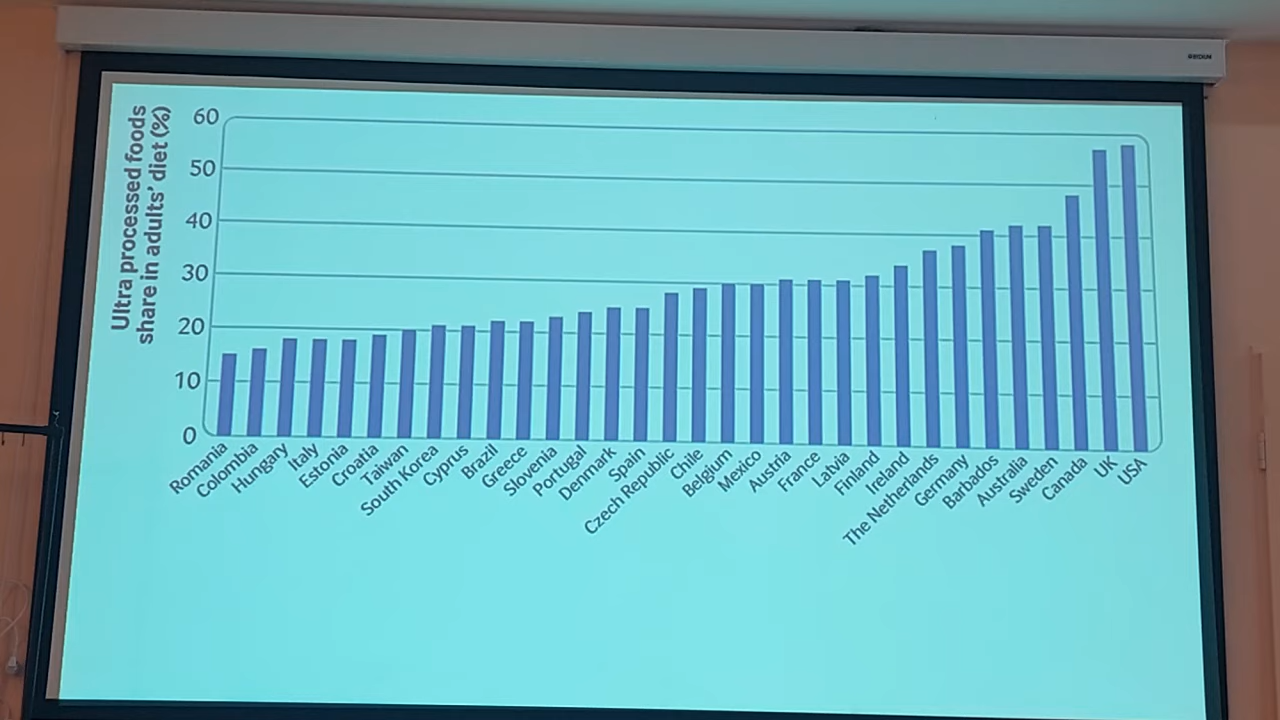 Ultra processed foods
share in adults' diet (%)
60
50
40
30
20
10
0
Romania
Colombia
Hungary
Italy
Estonia
Croatia
Taiwan
South Korea
Cyprus
Brazil
Greece
Slovenia
Portugal
Denmark
Spain
Czech Republic
Chile
Belgium
Mexico
Austria
France
Latvia
Finland
Ireland
The Netherlands
Germany
Barbados
Australia
Sweden
Canada
UK
USA